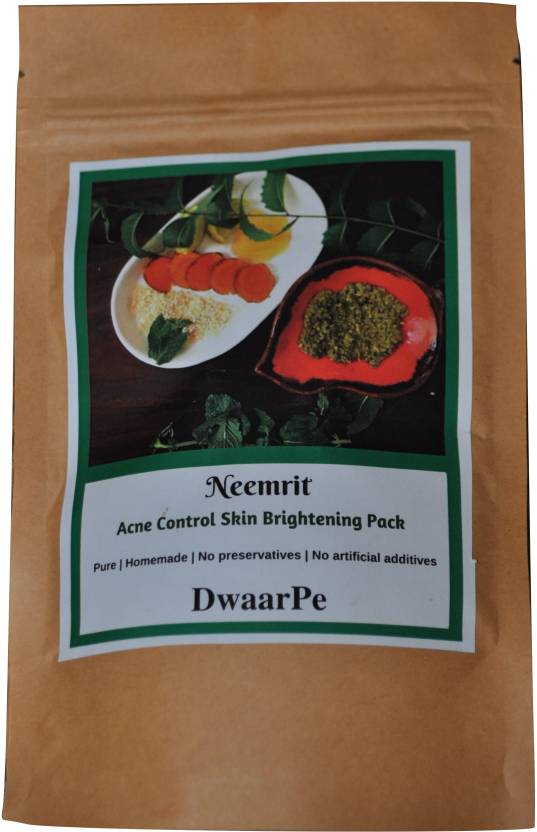 Neemrit
Acne Control Skin Brightening Pack
Pure | Homemade | No preservatives | No artificial additives
DwaarPe